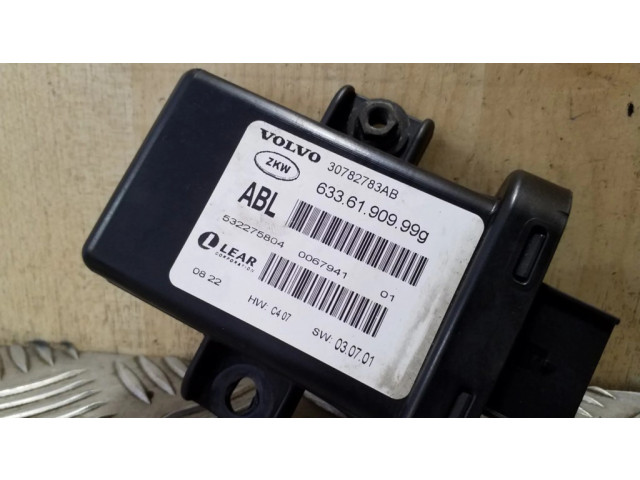 VOLVO 30782783AB
ZKW
ABL 633.61.909.99g
532275804 0067941 01
LEAR
CORPORATION
08 22 HW: C4 07 SW: 03.07.01